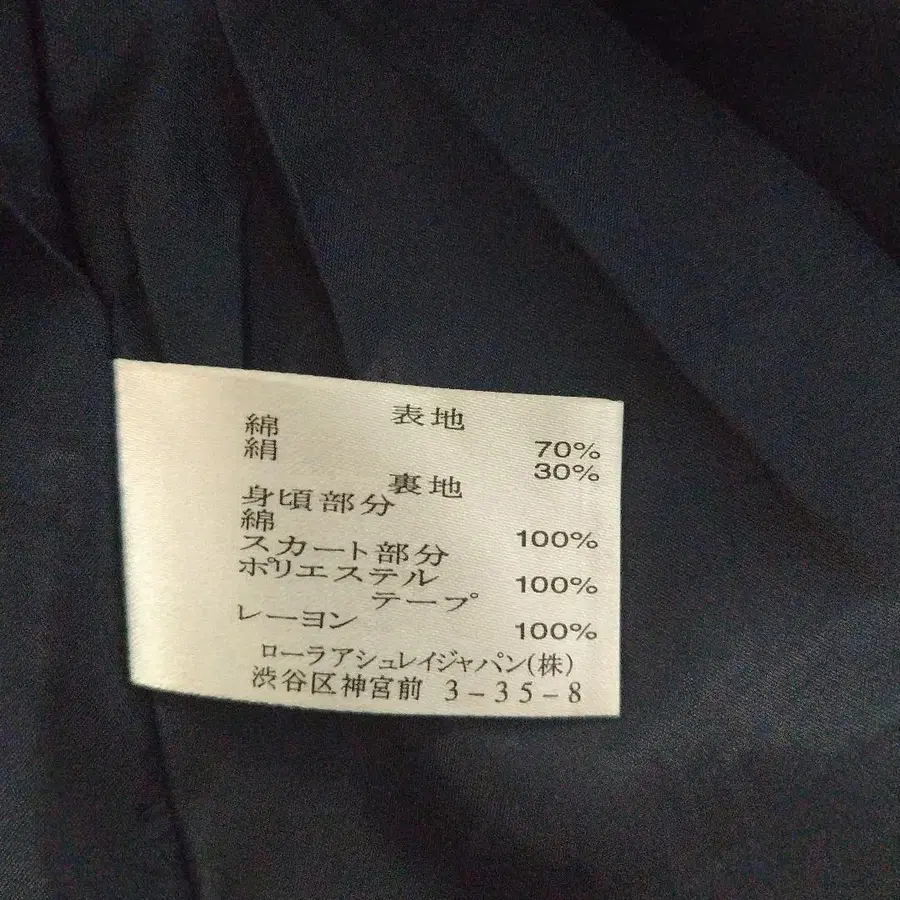 表地
綿 70%
絹 30%
裏地
身頃部分
綿 100%
スカート部分
ポリエステル 100%
テープ
レーヨン 100%
ローラアシュレイジャパン(株)
渋谷区神宮前 3-35-8